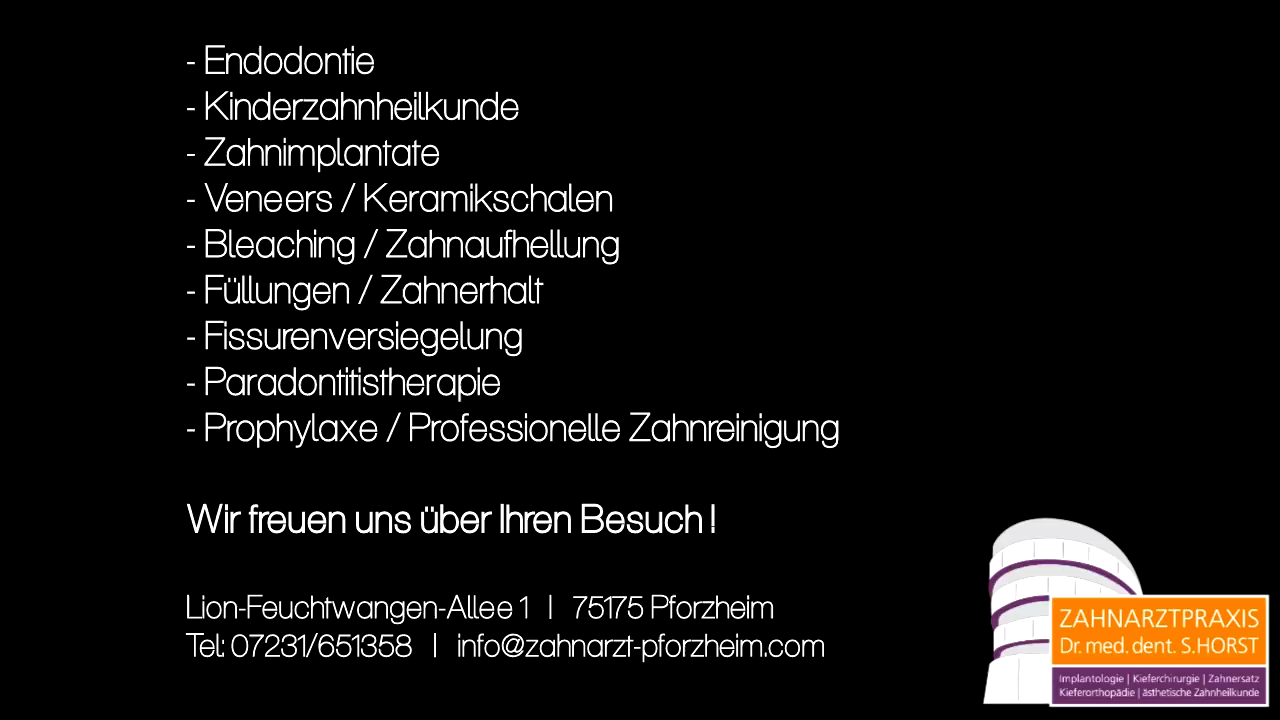 - Endodontie
- Kinderzahnheilkunde
- Zahnimplantate
- Veneers / Keramikschalen
- Bleaching / Zahnaufhellung
- Füllungen / Zahnerhalt
- Fissurenversiegelung
- Paradontitistherapie
- Prophylaxe / Professionelle Zahnreinigung
Wir freuen uns über Ihren Besuch !
Lion-Feuchtwangen-Allee 1 | 75175 Pforzheim
Tel: 07231/651358 | info@zahnarzt-pforzheim.com
ZAHNARZTPRAXIS
Dr. med. dent. S.HORST
Implantologie | Kieferchirurgie | Zahnersatz
Kieferorthopädie | ästhetische Zahnheilkunde